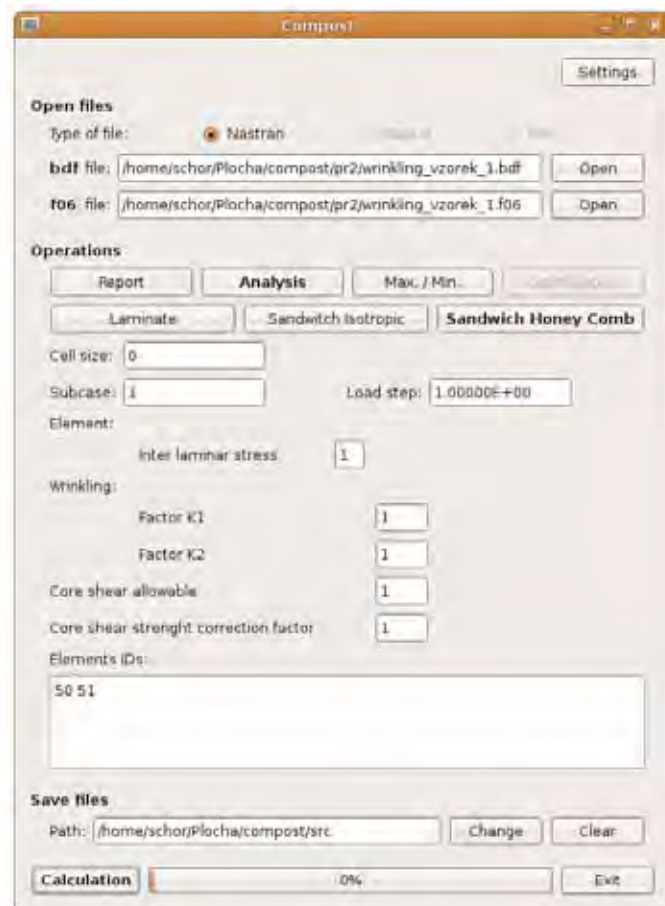 Compost
Settings
Open files
Type of file: Nastran
bdf file: /home/schor/Plocha/compost/pr2/wrinkling_vzorek_1.bdf Open
f06 file: /home/schor/Plocha/compost/pr2/wrinkling_vzorek_1.f06 Open
Operations
Report Analysis Max. / Min.
Laminate Sandwitch Isotropic Sandwich Honey Comb
Cell size: 0
Subcase: 1 Load step: 1.00000E+00
Element:
Inter laminar stress 1
Wrinkling:
Factor K1 1
Factor K2 1
Core shear allowable 1
Core shear strenght correction factor 1
Elements IDs:
50 51
Save files
Path: /home/schor/Plocha/compost/src Change Clear
Calculation 0% Exit